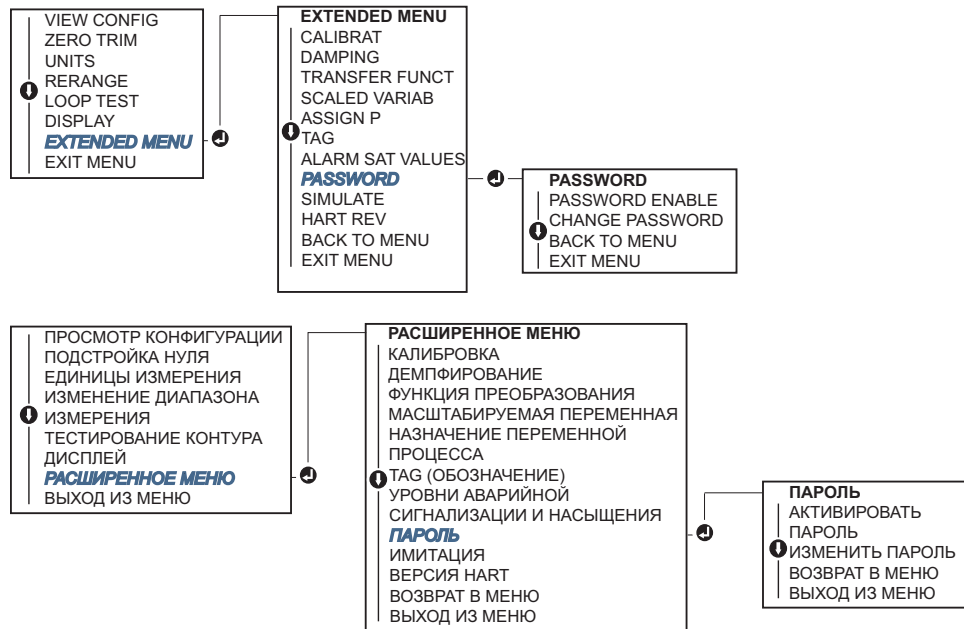 VIEW CONFIG
ZERO TRIM
UNITS
RERANGE
LOOP TEST
DISPLAY
EXTENDED MENU
EXIT MENU
EXTENDED MENU
CALIBRAT
DAMPING
TRANSFER FUNCT
SCALED VARIAB
ASSIGN P
TAG
ALARM SAT VALUES
PASSWORD
SIMULATE
HART REV
BACK TO MENU
EXIT MENU
PASSWORD
PASSWORD ENABLE
CHANGE PASSWORD
BACK TO MENU
EXIT MENU
ПРОСМОТР КОНФИГУРАЦИИ
ПОДСТРОЙКА НУЛЯ
ЕДИНИЦЫ ИЗМЕРЕНИЯ
ИЗМЕНЕНИЕ ДИАПАЗОНА
ИЗМЕРЕНИЯ
ТЕСТИРОВАНИЕ КОНТУРА
ДИСПЛЕЙ
РАСШИРЕННОЕ МЕНЮ
ВЫХОД ИЗ МЕНЮ
РАСШИРЕННОЕ МЕНЮ
КАЛИБРОВКА
ДЕМПФИРОВАНИЕ
ФУНКЦИЯ ПРЕОБРАЗОВАНИЯ
МАСШТАБИРУЕМАЯ ПЕРЕМЕННАЯ
НАЗНАЧЕНИЕ ПЕРЕМЕННОЙ
ПРОЦЕССА
TAG (ОБОЗНАЧЕНИЕ)
УРОВНИ АВАРИЙНОЙ
СИГНАЛИЗАЦИИ И НАСЫЩЕНИЯ
ПАРОЛЬ
ИМИТАЦИЯ
ВЕРСИЯ HART
ВОЗВРАТ В МЕНЮ
ВЫХОД ИЗ МЕНЮ
ПАРОЛЬ
АКТИВИРОВАТЬ
ПАРОЛЬ
ИЗМЕНИТЬ ПАРОЛЬ
ВОЗВРАТ В МЕНЮ
ВЫХОД ИЗ МЕНЮ